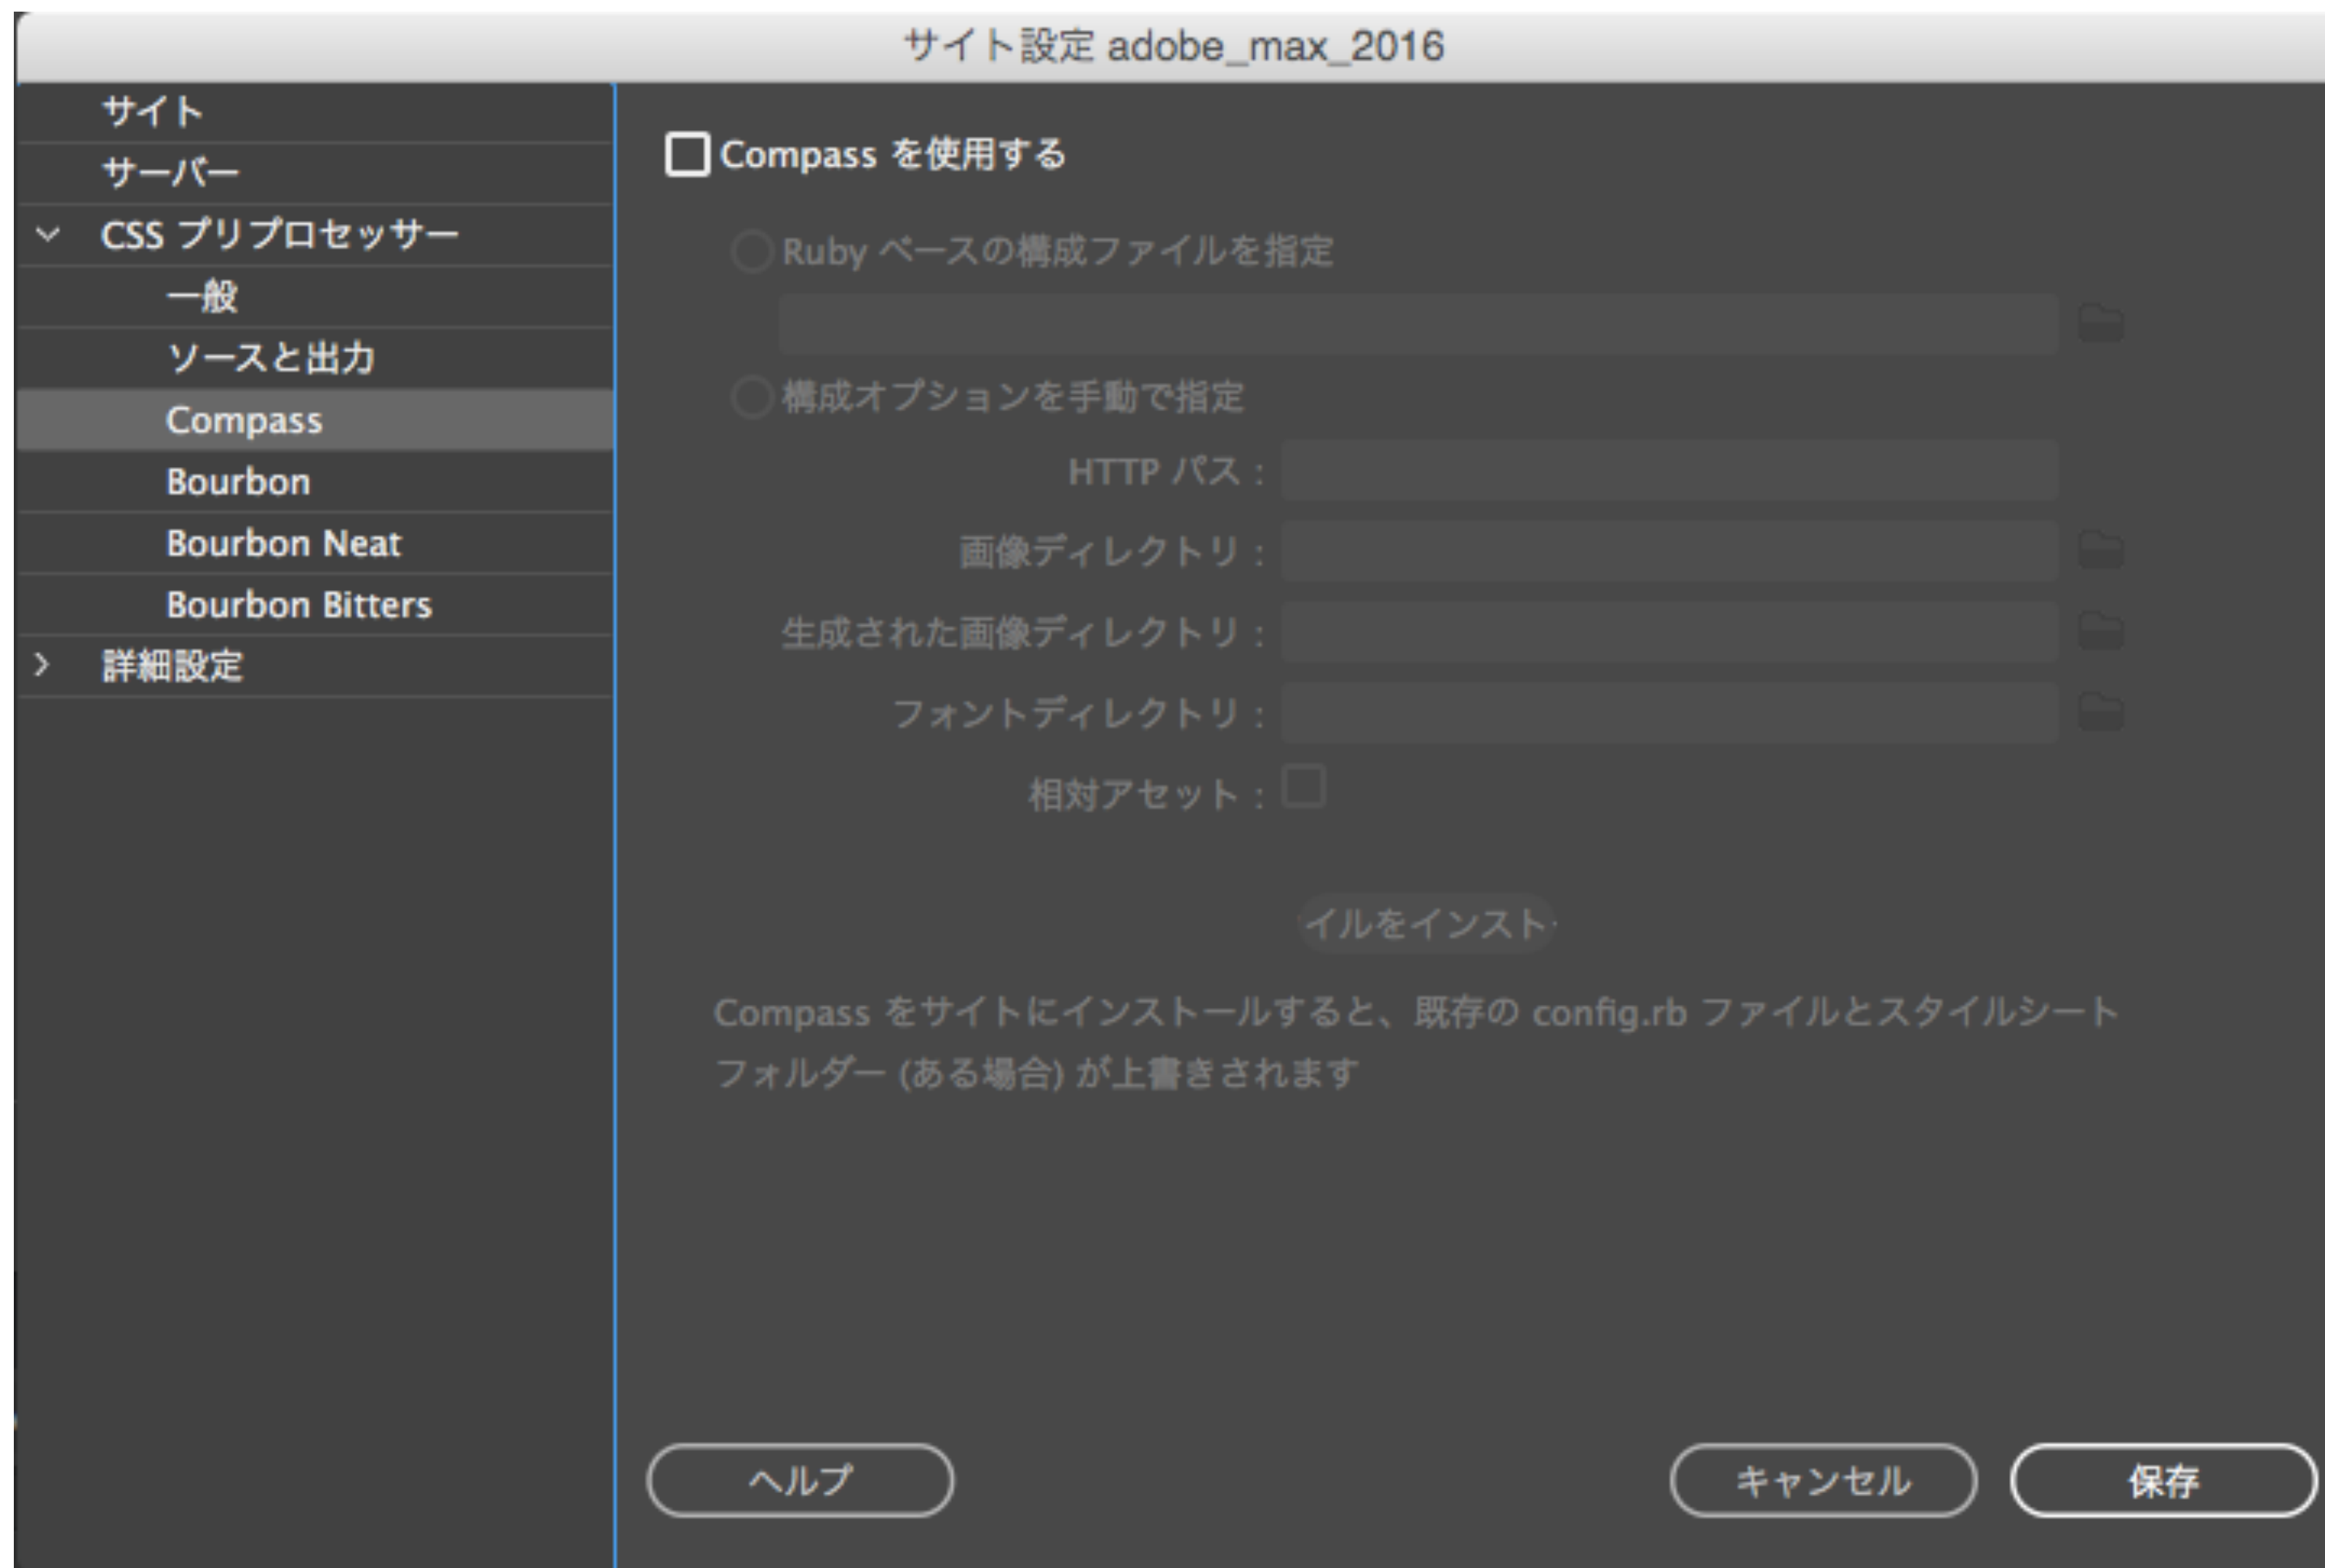 サイト設定 adobe_max_2016
サイト
サーバー
CSS プリプロセッサー
一般
ソースと出力
Compass
Bourbon
Bourbon Neat
Bourbon Bitters
詳細設定
Compass を使用する
Ruby ベースの構成ファイルを指定
構成オプションを手動で指定
HTTP パス :
画像ディレクトリ :
生成された画像ディレクトリ :
フォントディレクトリ :
相対アセット :
イルをインスト
Compass をサイトにインストールすると、既存の config.rb ファイルとスタイルシート
フォルダー (ある場合) が上書きされます
ヘルプ
キャンセル
保存